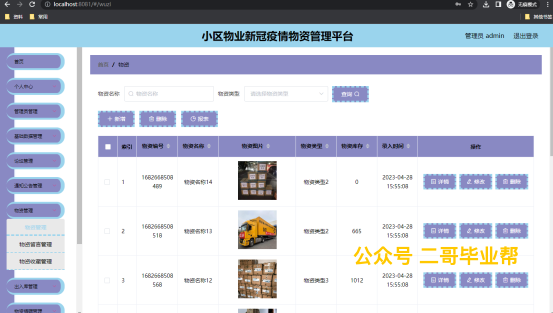 localhost:8081/#/wuzi
无痕模式
资料
常用
其他书签
小区物业新冠疫情物资管理平台
管理员 admin
退出登录
首页
个人中心
管理员管理
基础数据管理
论坛管理
通知公告管理
物资管理
物资管理
物资留言管理
物资收藏管理
出入库管理
首页 / 物资
物资名称
物资名称
物资类型
请选择物资类型
查询
新增
删除
报表
索引 物资编号 物资名称 物资图片 物资类型 物资库存 录入时间 操作
1 1682668508489 物资名称14 物资类型2 0 2023-04-28 15:55:08 详情 修改 删除
2 1682668508518 物资名称13 物资类型2 665 2023-04-28 15:55:08 详情 修改 删除
3 1682668508568 物资名称12 物资类型3 1012 2023-04-28 15:55:08 详情 修改 删除
公众号 二哥毕业帮